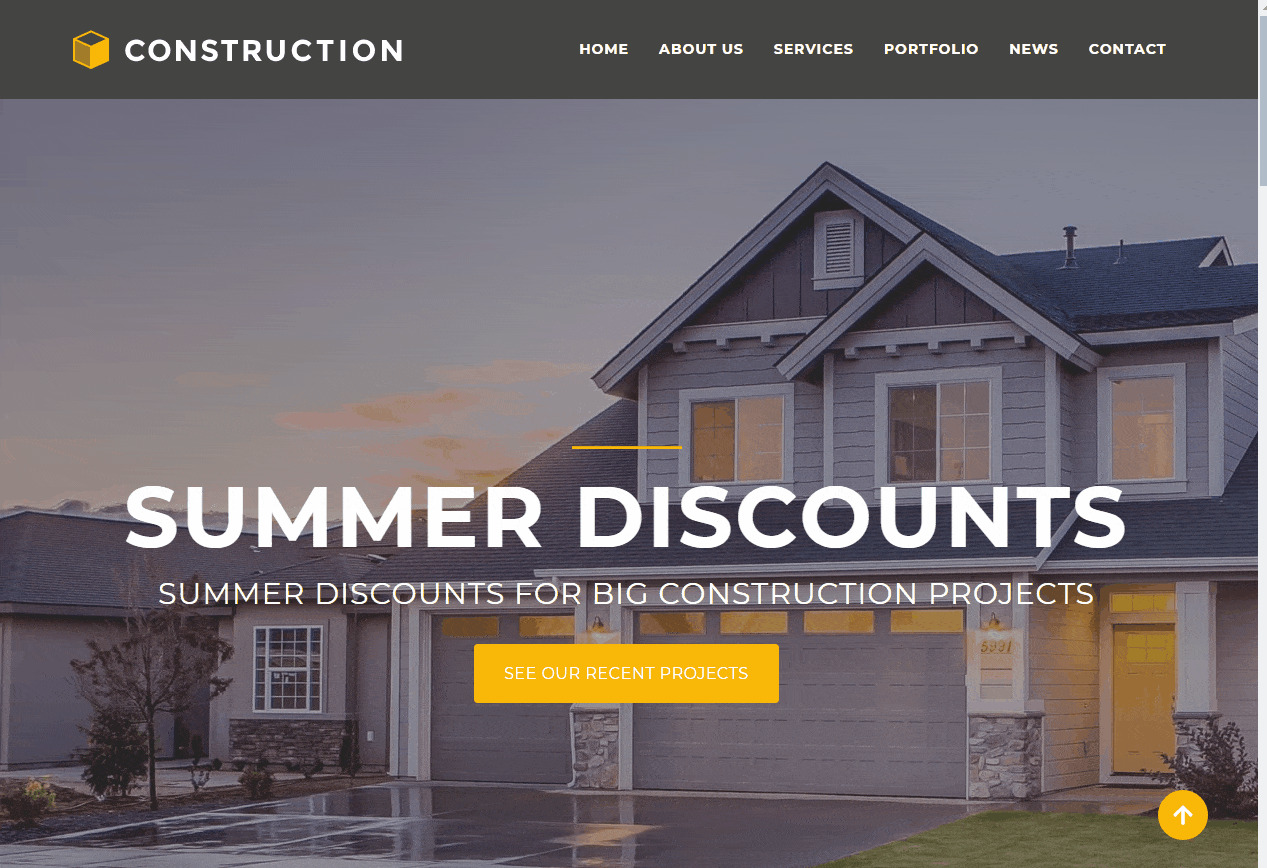 CONSTRUCTION
HOME ABOUT US SERVICES PORTFOLIO NEWS CONTACT
SUMMER DISCOUNTS
SUMMER DISCOUNTS FOR BIG CONSTRUCTION PROJECTS
5991
SEE OUR RECENT PROJECTS